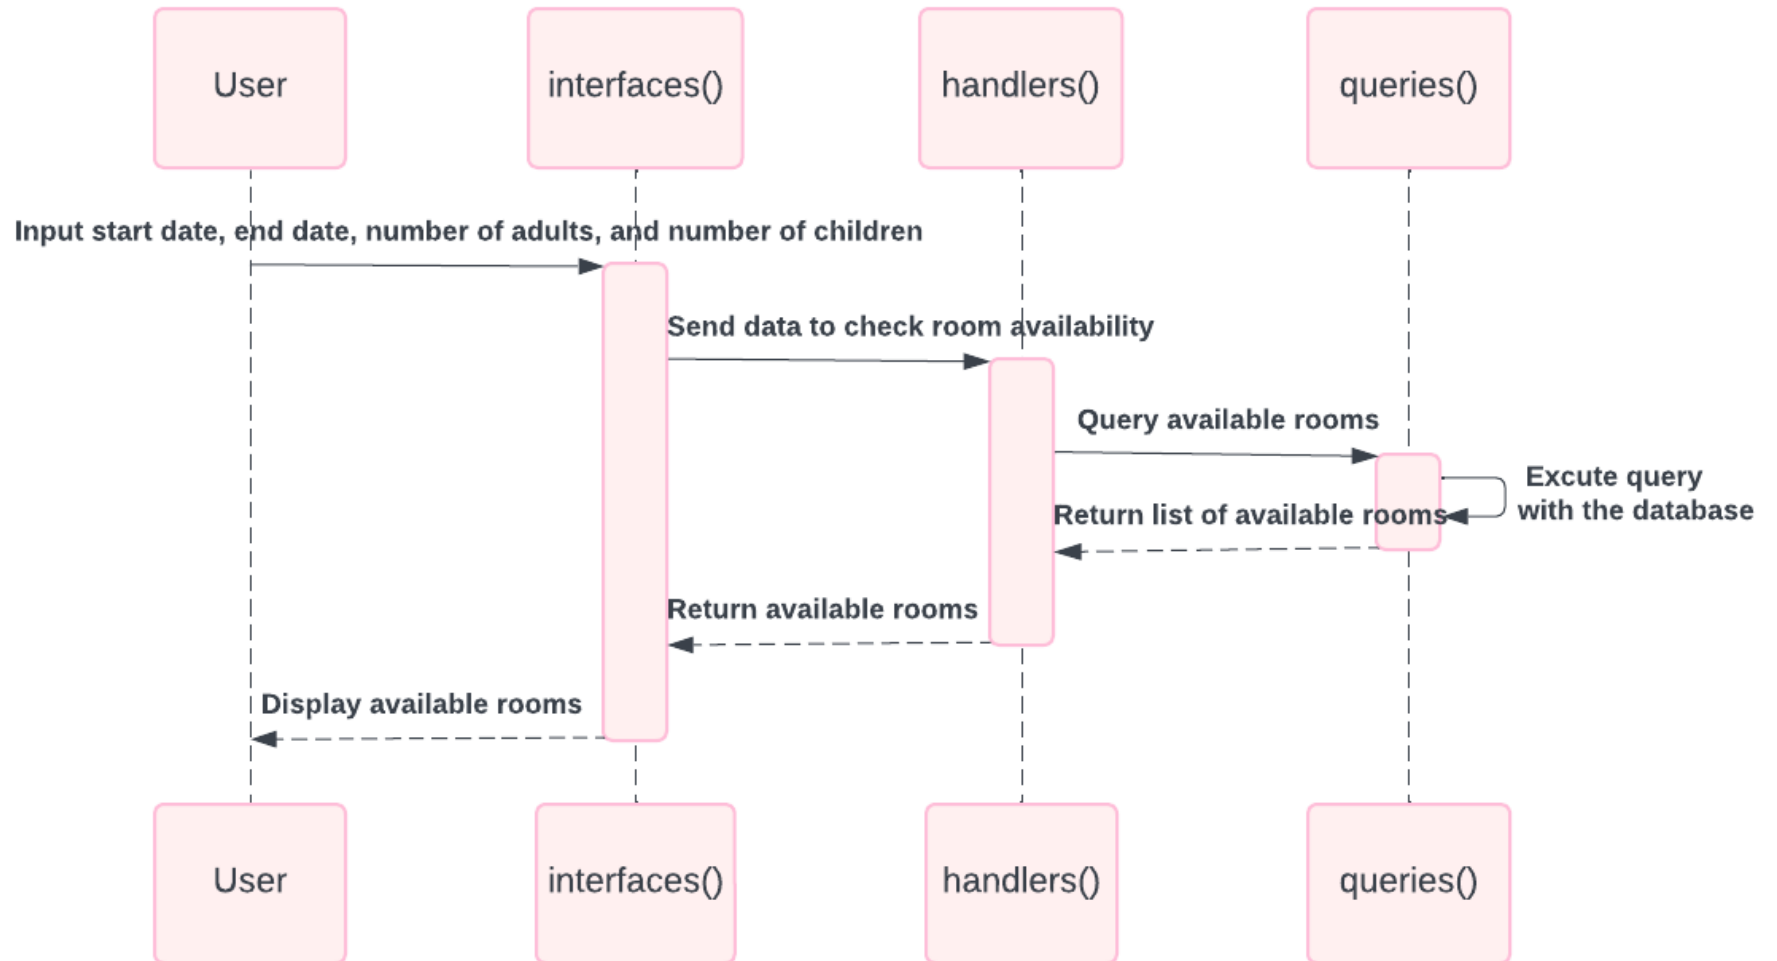 User
interfaces()
handlers()
queries()
Input start date, end date, number of adults, and number of children
Send data to check room availability
Query available rooms
Excute query
with the database
Return list of available rooms
Return available rooms
Display available rooms
User
interfaces()
handlers()
queries()